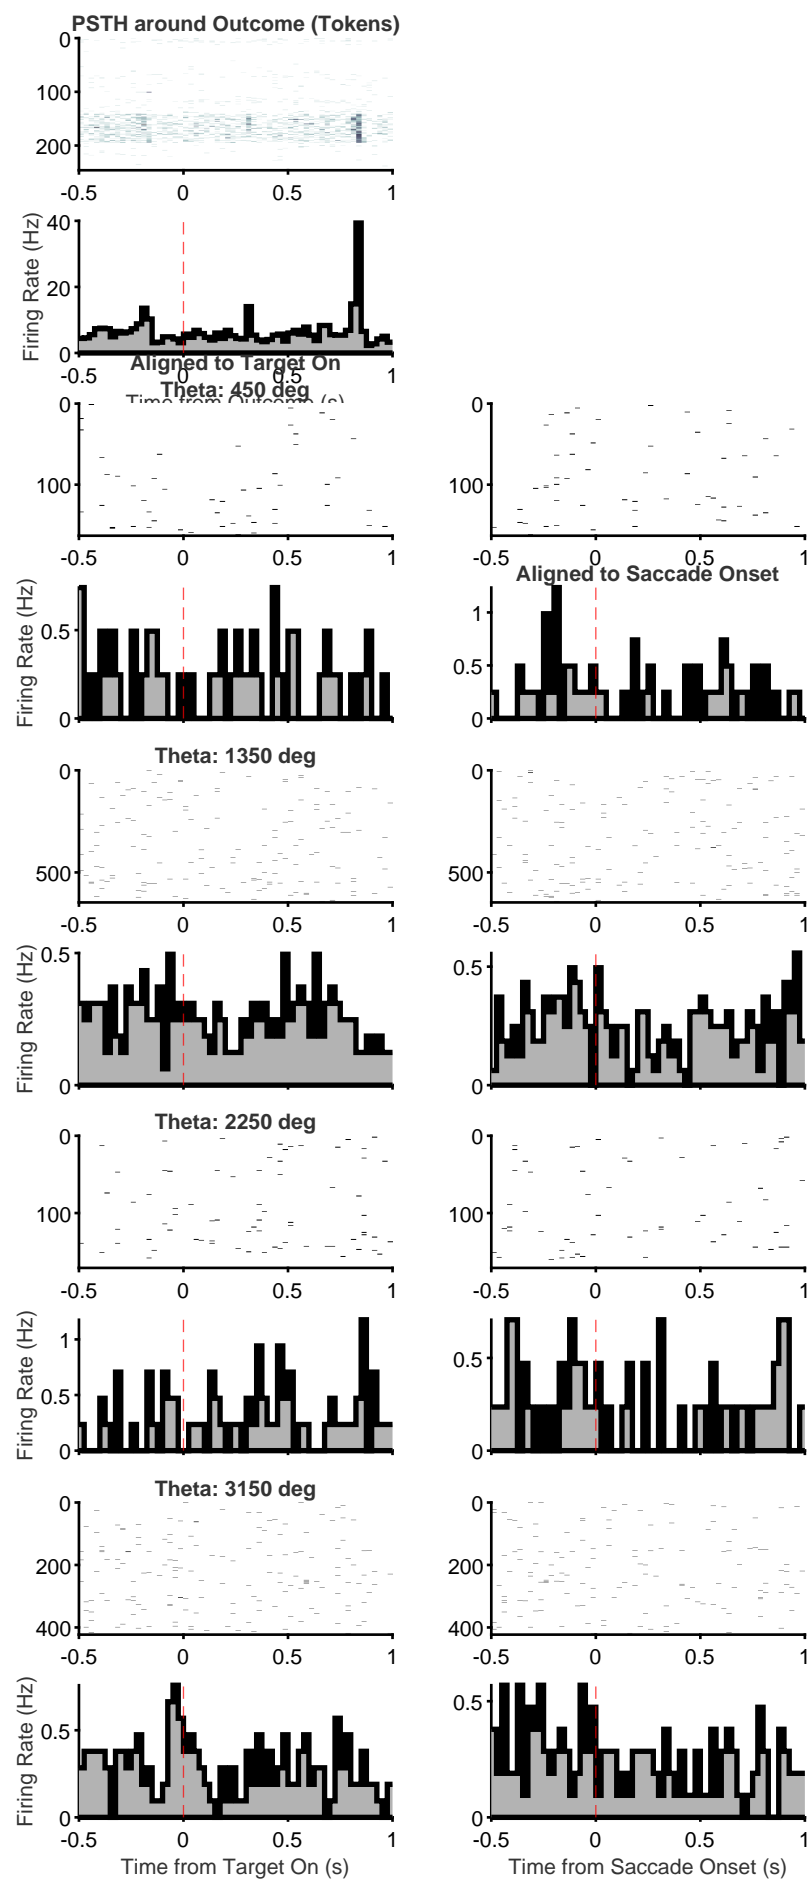 PSTH around Outcome (Tokens)
0
100
200
-0.5 0 0.5 1
Firing Rate (Hz)
40
20
0
-0.5 0 0.5 1
Time from Outcome (s)
Aligned to Target On
Theta: 450 deg
0
100
-0.5 0 0.5 1
-0.5 0 0.5 1
Aligned to Saccade Onset
Firing Rate (Hz)
0.5
0
1
0.5
0
Theta: 1350 deg
0
500
-0.5 0 0.5 1
0
500
-0.5 0 0.5 1
Firing Rate (Hz)
0.5
0
0.5
0
Theta: 2250 deg
0
100
-0.5 0 0.5 1
0
100
-0.5 0 0.5 1
Firing Rate (Hz)
1
0.5
0
0.5
0
Theta: 3150 deg
0
200
400
-0.5 0 0.5 1
0
200
400
-0.5 0 0.5 1
Firing Rate (Hz)
0.5
0
-0.5 0 0.5 1
Time from Target On (s)
0.5
0
-0.5 0 0.5 1
Time from Saccade Onset (s)